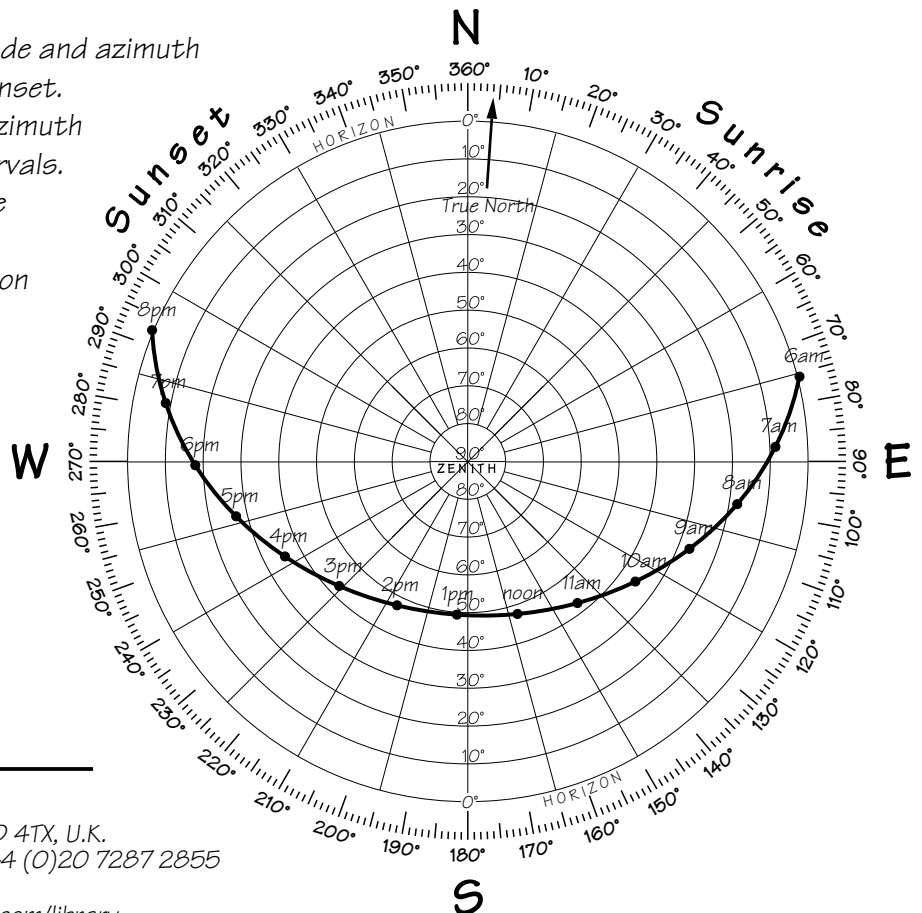 de and azimuth
nset.
zimuth
rvals.
e
on
N
Sunset
Sunrise
360°
10°
20°
30°
40°
50°
60°
70°
80°
90°
100°
110°
120°
130°
140°
150°
160°
170°
180°
190°
200°
210°
220°
230°
240°
250°
260°
270°
280°
290°
300°
310°
320°
330°
340°
350°
W
E
S
HORIZON
0°
10°
20°
True North
30°
40°
50°
60°
70°
80°
90°
ZENITH
80°
70°
60°
50°
40°
30°
20°
10°
0°
HORIZON
6am
7am
8am
9am
10am
11am
noon
1pm
2pm
3pm
4pm
5pm
6pm
7pm
8pm
4TX, U.K.
4 (0)20 7287 2855
com/library